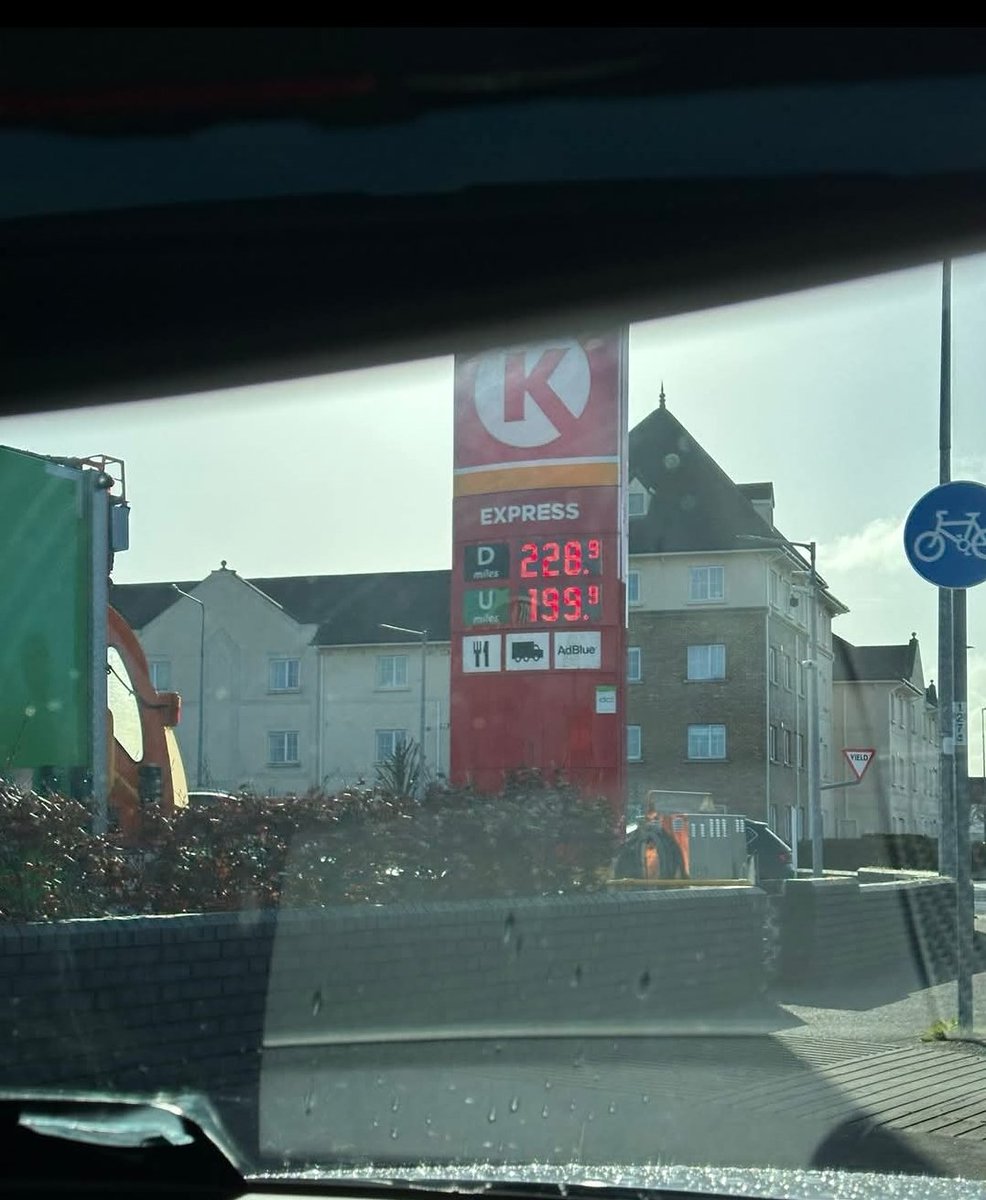 K
EXPRESS
D miles 228.9
U miles 199.9
AdBlue
YIELD